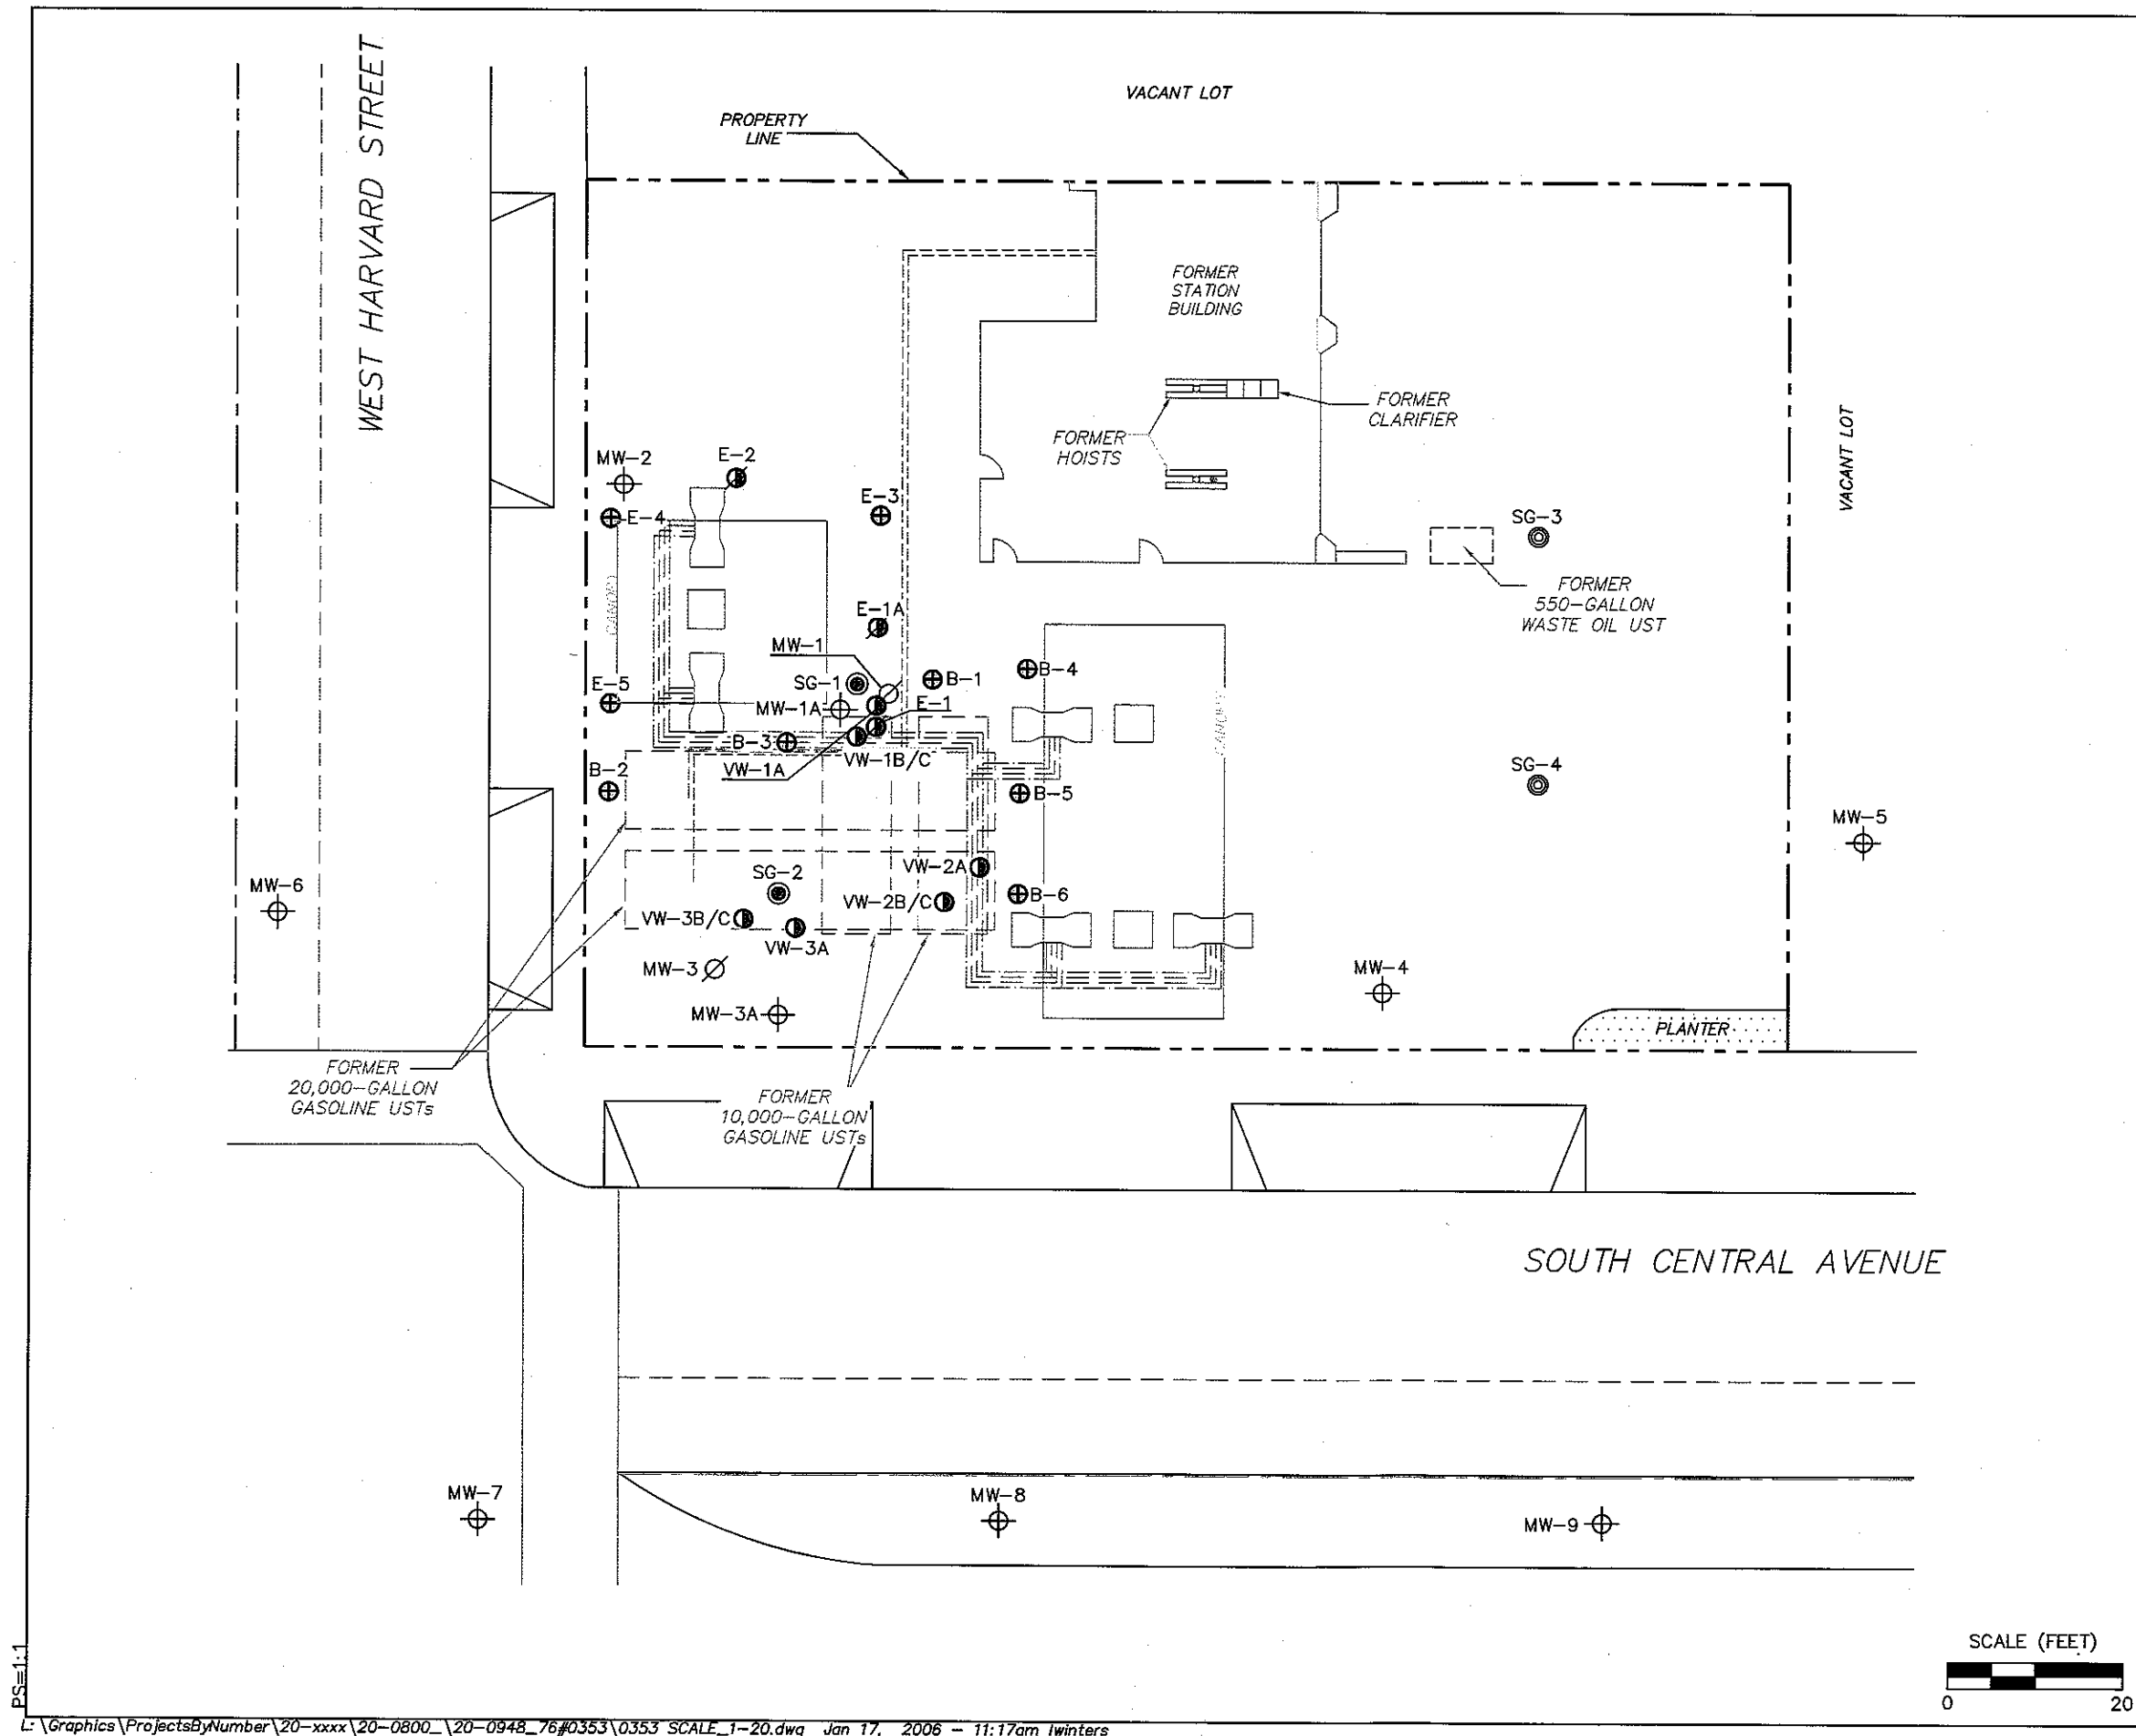 WEST HARVARD STREET
VACANT LOT
PROPERTY
LINE
FORMER
STATION
BUILDING
FORMER
CLARIFIER
FORMER
HOISTS
VACANT LOT
MW-2
E-2
E-3
E-4
SG-3
CANOPY
FORMER
550-GALLON
WASTE OIL UST
E-1A
MW-1
SG-1
B-1
B-4
E-5
MW-1A
E-1
CANOPY
B-3
VW-1B/C
VW-1A
B-2
B-5
SG-4
MW-5
MW-6
SG-2
VW-2A
VW-2B/C
B-6
VW-3B/C
VW-3A
MW-3
MW-4
MW-3A
PLANTER
FORMER
20,000-GALLON
GASOLINE USTs
FORMER
10,000-GALLON
GASOLINE USTs
SOUTH CENTRAL AVENUE
MW-7
MW-8
MW-9
SCALE (FEET)
0 20
PS=1:1
L:\Graphics\ProjectsByNumber\20-xxxx\20-0800_\20-0948_76#0353\0353 SCALE_1-20.dwg Jan 17, 2006 - 11:17am lwinters